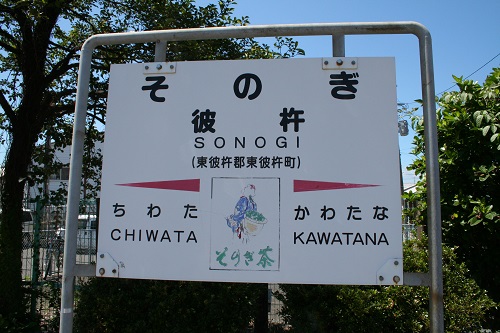 そのぎ
彼杵
SONOGI
(東彼杵郡東彼杵町)
ちわた
CHIWATA
かわたな
KAWATANA
そのぎ茶